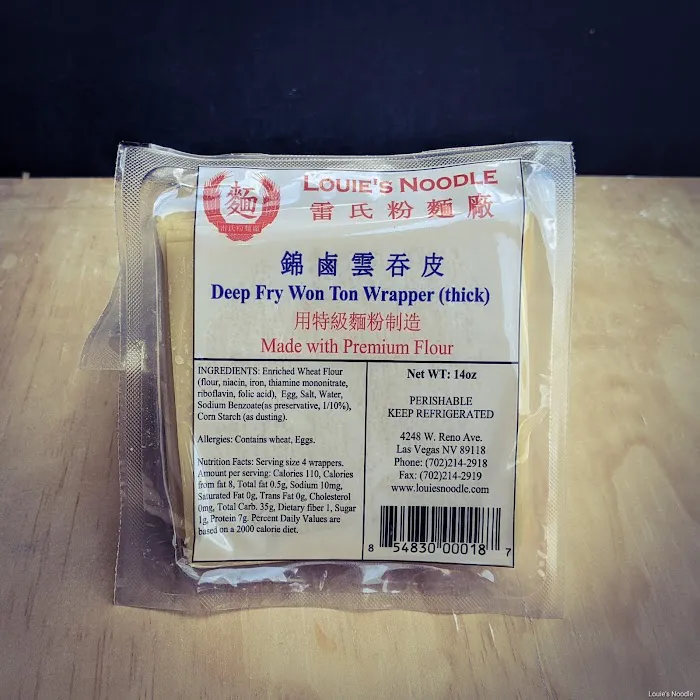 麵
雷氏粉麵廠
LOUIE'S NOODLE
雷氏粉麵廠
錦鹵雲吞皮
Deep Fry Won Ton Wrapper (thick)
用特級麵粉制造
Made with Premium Flour
INGREDIENTS: Enriched Wheat Flour
(flour, niacin, iron, thiamine mononitrate,
riboflavin, folic acid), Egg, Salt, Water,
Sodium Benzoate(as preservative, 1/10%),
Corn Starch (as dusting).
Allergies: Contains wheat, Eggs.
Nutrition Facts: Serving size 4 wrappers.
Amount per serving: Calories 110, Calories
from fat 8, Total fat 0.5g, Sodium 10mg,
Saturated Fat 0g, Trans Fat 0g, Cholesterol
0mg, Total Carb. 35g, Dietary fiber 1, Sugar
1g, Protein 7g. Percent Daily Values are
based on a 2000 calorie diet.
Net WT: 14oz
PERISHABLE
KEEP REFRIGERATED
4248 W. Reno Ave.
Las Vegas NV 89118
Phone: (702)214-2918
Fax: (702)214-2919
www.louiesnoodle.com
8 54830 00018 7
Louie's Noodle